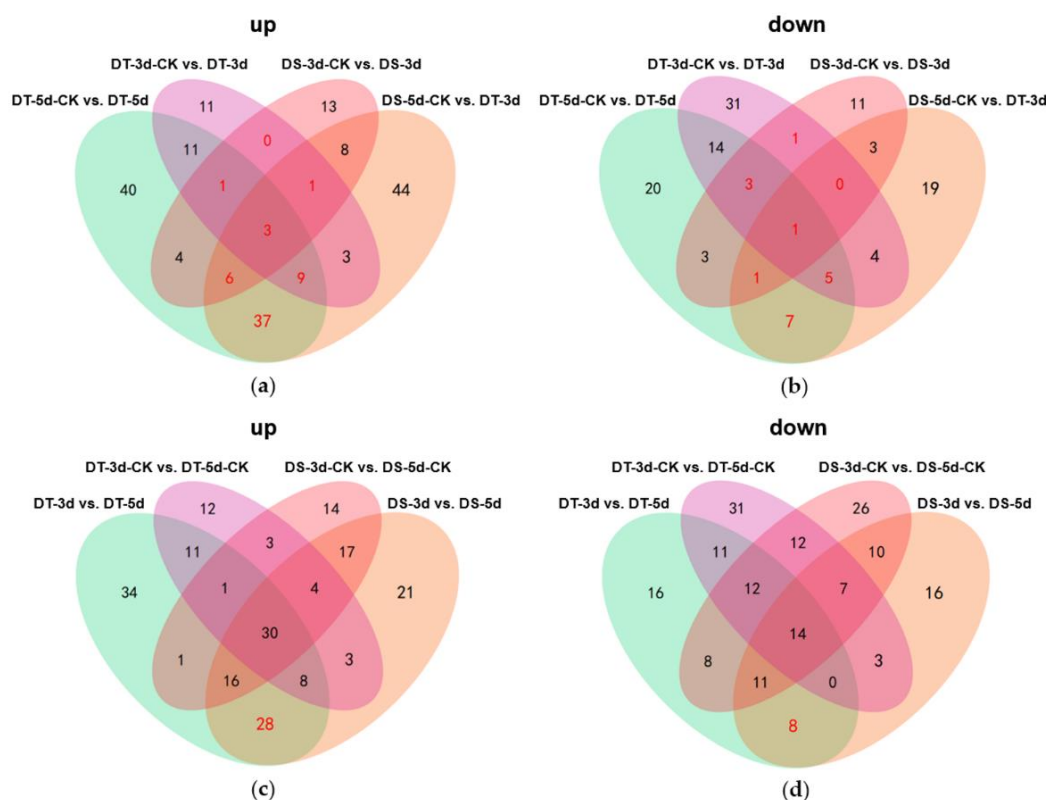 up
down
DT-3d-CK vs. DT-3d DS-3d-CK vs. DS-3d
DT-5d-CK vs. DT-5d DS-5d-CK vs. DT-3d
11 13
0
11 8
40 1 1 44
3
4 3
6 9
37
(a)
DT-3d-CK vs. DT-3d DS-3d-CK vs. DS-3d
DT-5d-CK vs. DT-5d DS-5d-CK vs. DT-3d
31 11
1
14 3
20 3 0 19
1
3 4
1 5
7
(b)
up
down
DT-3d-CK vs. DT-5d-CK DS-3d-CK vs. DS-5d-CK
DT-3d vs. DT-5d DS-3d vs. DS-5d
12 14
3
11 17
34 1 4 21
30
1 3
16 8
28
(c)
DT-3d-CK vs. DT-5d-CK DS-3d-CK vs. DS-5d-CK
DT-3d vs. DT-5d DS-3d vs. DS-5d
31 26
12
11 10
16 12 7 16
14
8 3
11 0
8
(d)